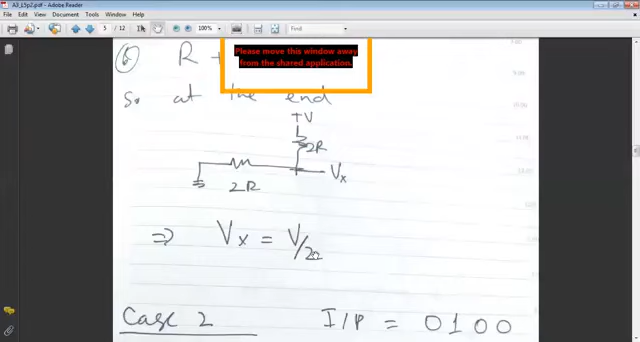 A3_L5p2.pdf - Adobe Reader
File Edit View Document Tools Window Help
5 / 12 100% Find
Please move this window away
from the shared application.
(b) R +
So at the end
+V
2R
Vx
2R
⇒ Vx = V/2
Case 2 I/P = 0100